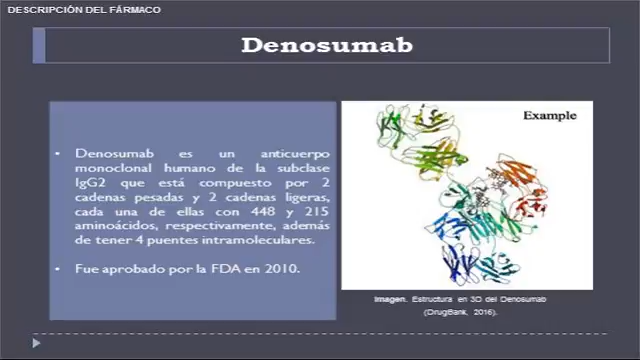 DESCRIPCIÓN DEL FÁRMACO
Denosumab
• Denosumab es un anticuerpo
monoclonal humano de la subclase
IgG2 que está compuesto por 2
cadenas pesadas y 2 cadenas ligeras,
cada una de ellas con 448 y 215
aminoácidos, respectivamente, además
de tener 4 puentes intramoleculares.
• Fue aprobado por la FDA en 2010.
Example
Imagen. Estructura en 3D del Denosumab
(DrugBank, 2016).